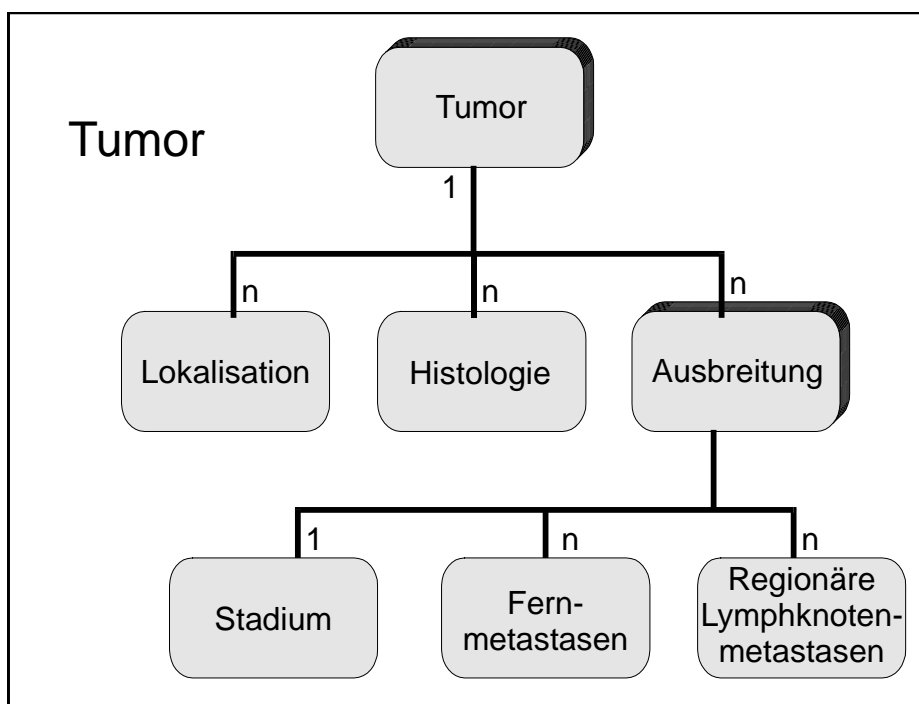 Tumor
Tumor
1
n
n
n
Lokalisation
Histologie
Ausbreitung
1
n
n
Stadium
Fern-
metastasen
Regionäre
Lymphknoten-
metastasen